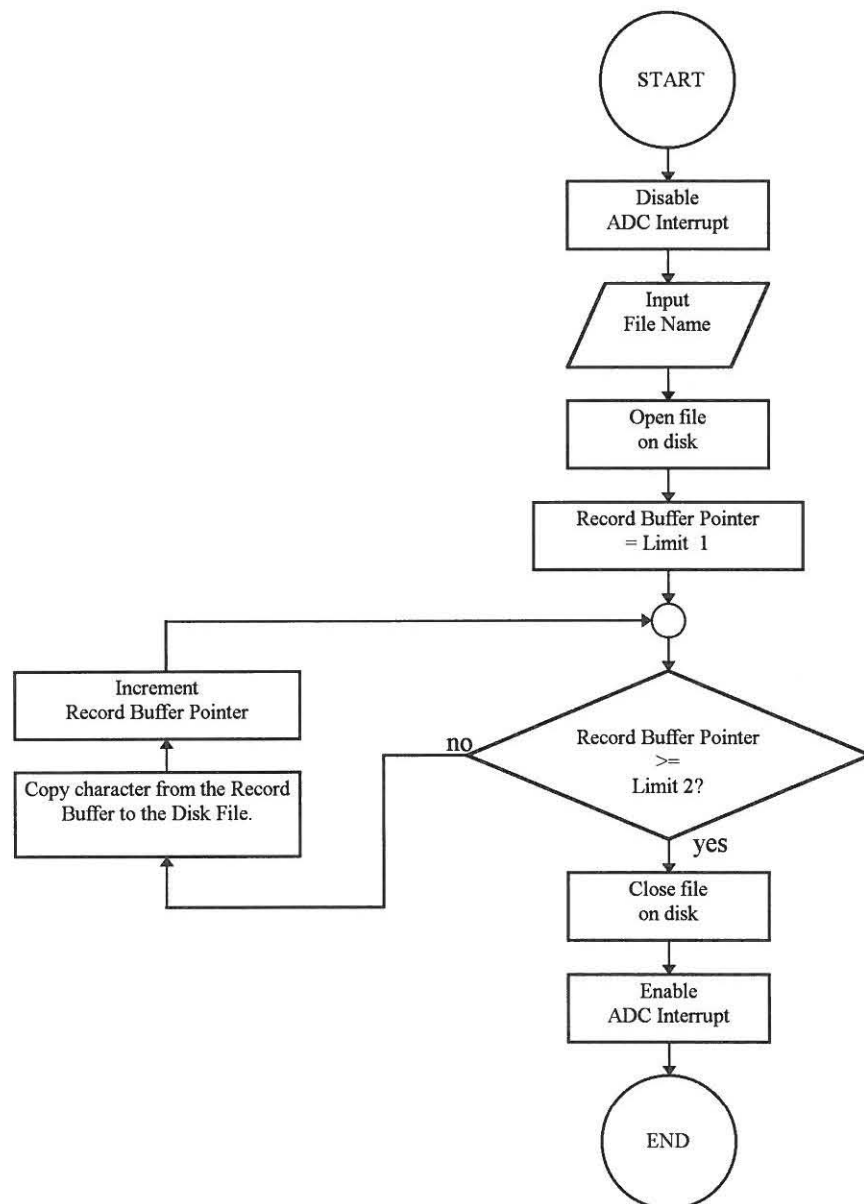 START
Disable
ADC Interrupt
Input
File Name
Open file
on disk
Record Buffer Pointer
= Limit 1
Increment
Record Buffer Pointer
Copy character from the Record
Buffer to the Disk File.
no
Record Buffer Pointer
>=
Limit 2?
yes
Close file
on disk
Enable
ADC Interrupt
END